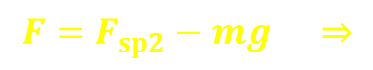 F = F_sp2 − mg ⇒